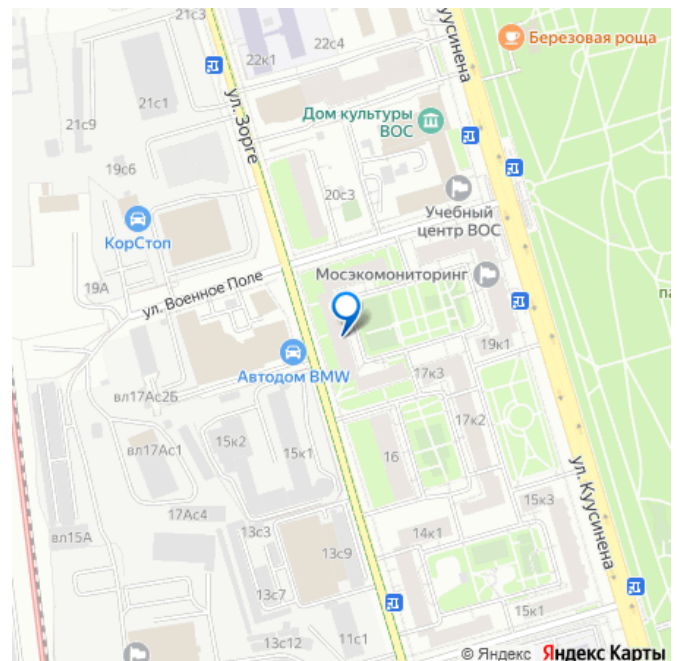 21с3
22к1
22с4
Куусинена
Березовая роща
21с1
21с9
ул. Зорге
Дом культуры
ВОС
19с6
20с3
КорСтоп
Учебный
центр ВОС
19А
ул. Военное Поле
Мосэкомониторинг
па
Автодом BMW
19к1
17к3
вл17Ас2Б
17к2
вл17Ас1
15к2
15к1
16
ул. Куусинена
17Ас4
15к3
вл15А
13с3
14к1
13с9
13с7
15к1
13с12
11с1
© Яндекс Яндекс Карты